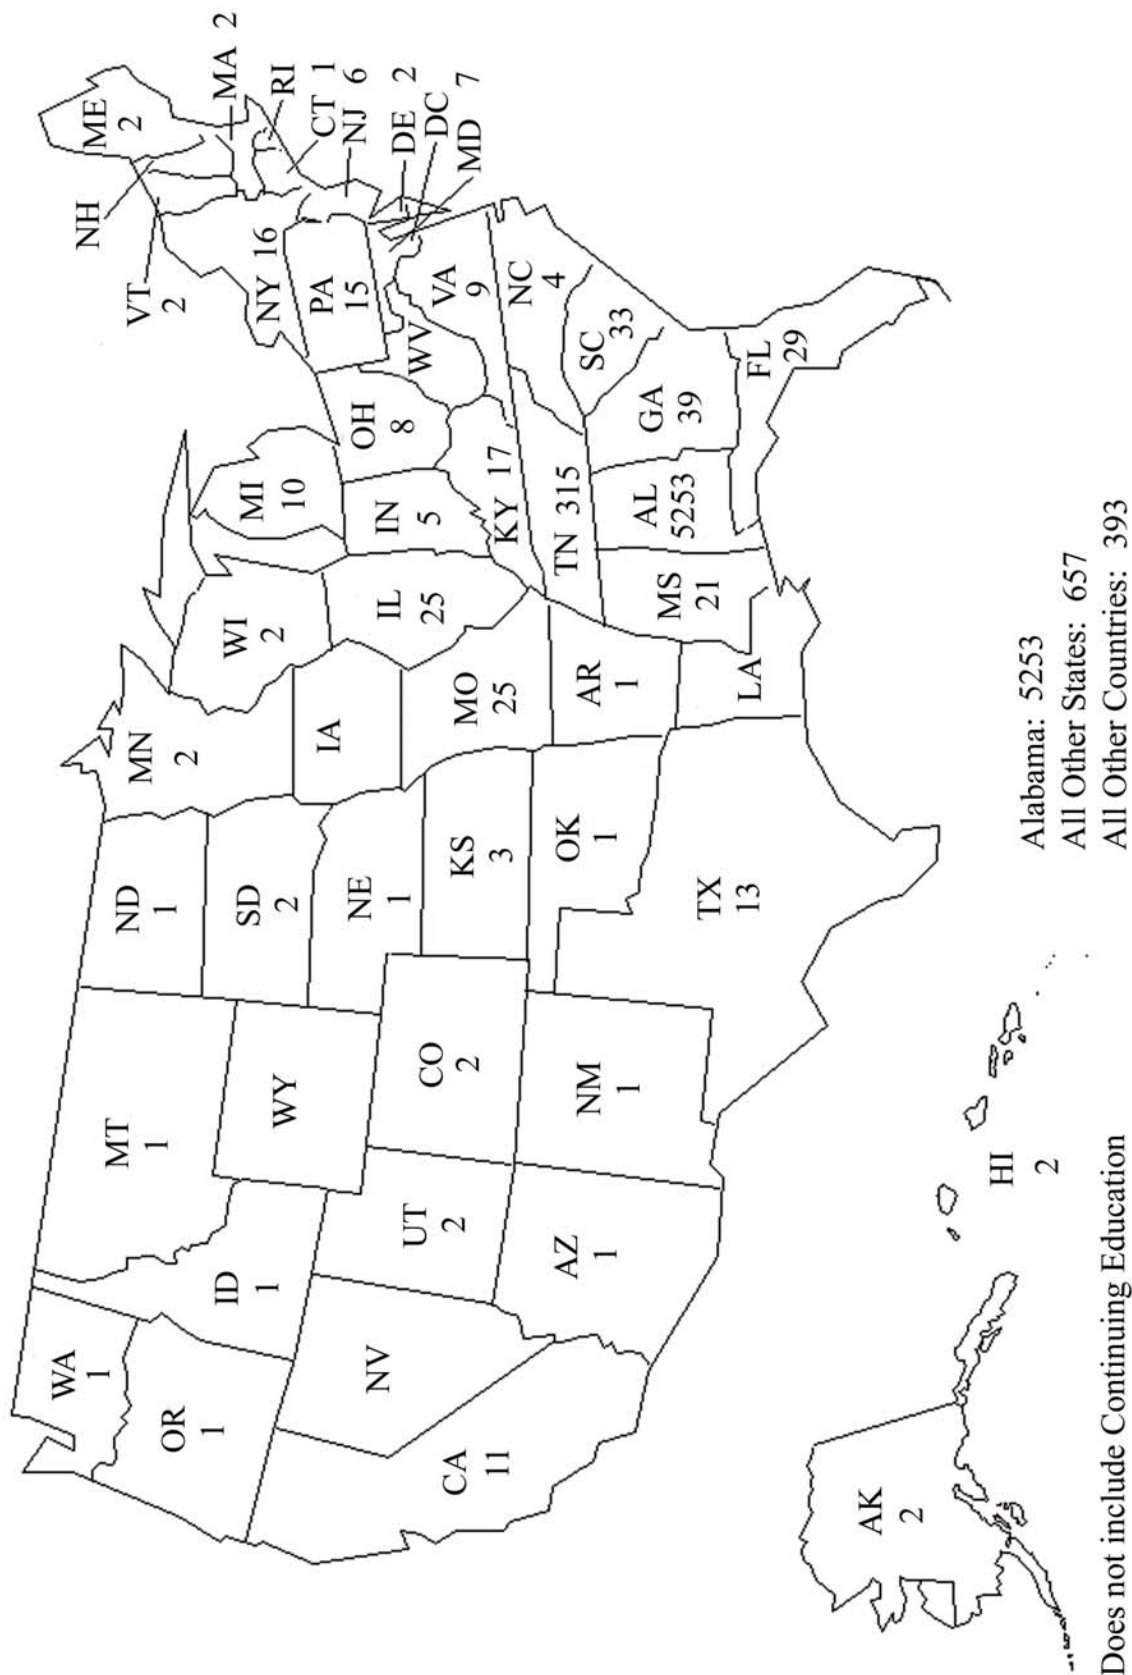 WA
1
OR
1
CA
11
NV
ID
1
MT
1
WY
UT
2
AZ
1
CO
2
NM
1
ND
1
SD
2
NE
1
KS
3
OK
1
TX
13
MN
2
IA
MO
25
AR
1
LA
WI
2
IL
25
MI
10
IN
5
OH
8
KY 17
TN 315
MS
21
AL
5253
GA
39
FL
29
SC
33
NC
4
VA
9
WV
PA
15
NY 16
VT
2
NH
ME
2
MA 2
RI
CT 1
NJ 6
DE 2
DC
MD 7
AK
2
HI
2
Alabama: 5253
All Other States: 657
All Other Countries: 393
Does not include Continuing Education